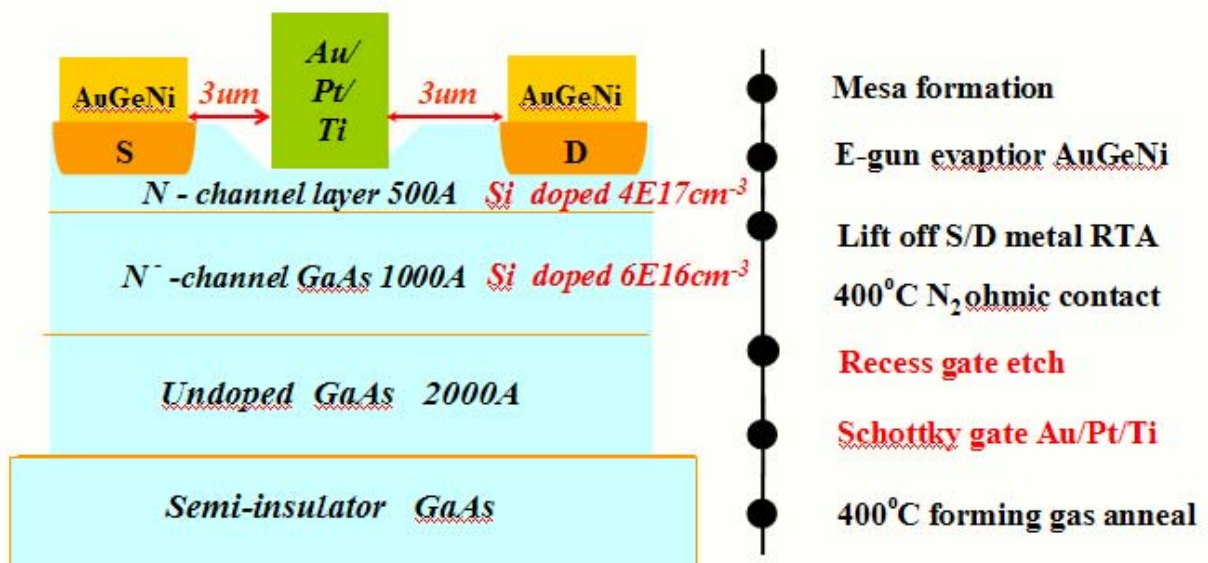 Au/
Pt/
Ti
AuGeNi
3um
3um
AuGeNi
S
D
N - channel layer 500A Si doped 4E17cm-3
N- -channel GaAs 1000A Si doped 6E16cm-3
Undoped GaAs 2000A
Semi-insulator GaAs
Mesa formation
E-gun evaptior AuGeNi
Lift off S/D metal RTA
400⁰C N₂ ohmic contact
Recess gate etch
Schottky gate Au/Pt/Ti
400⁰C forming gas anneal